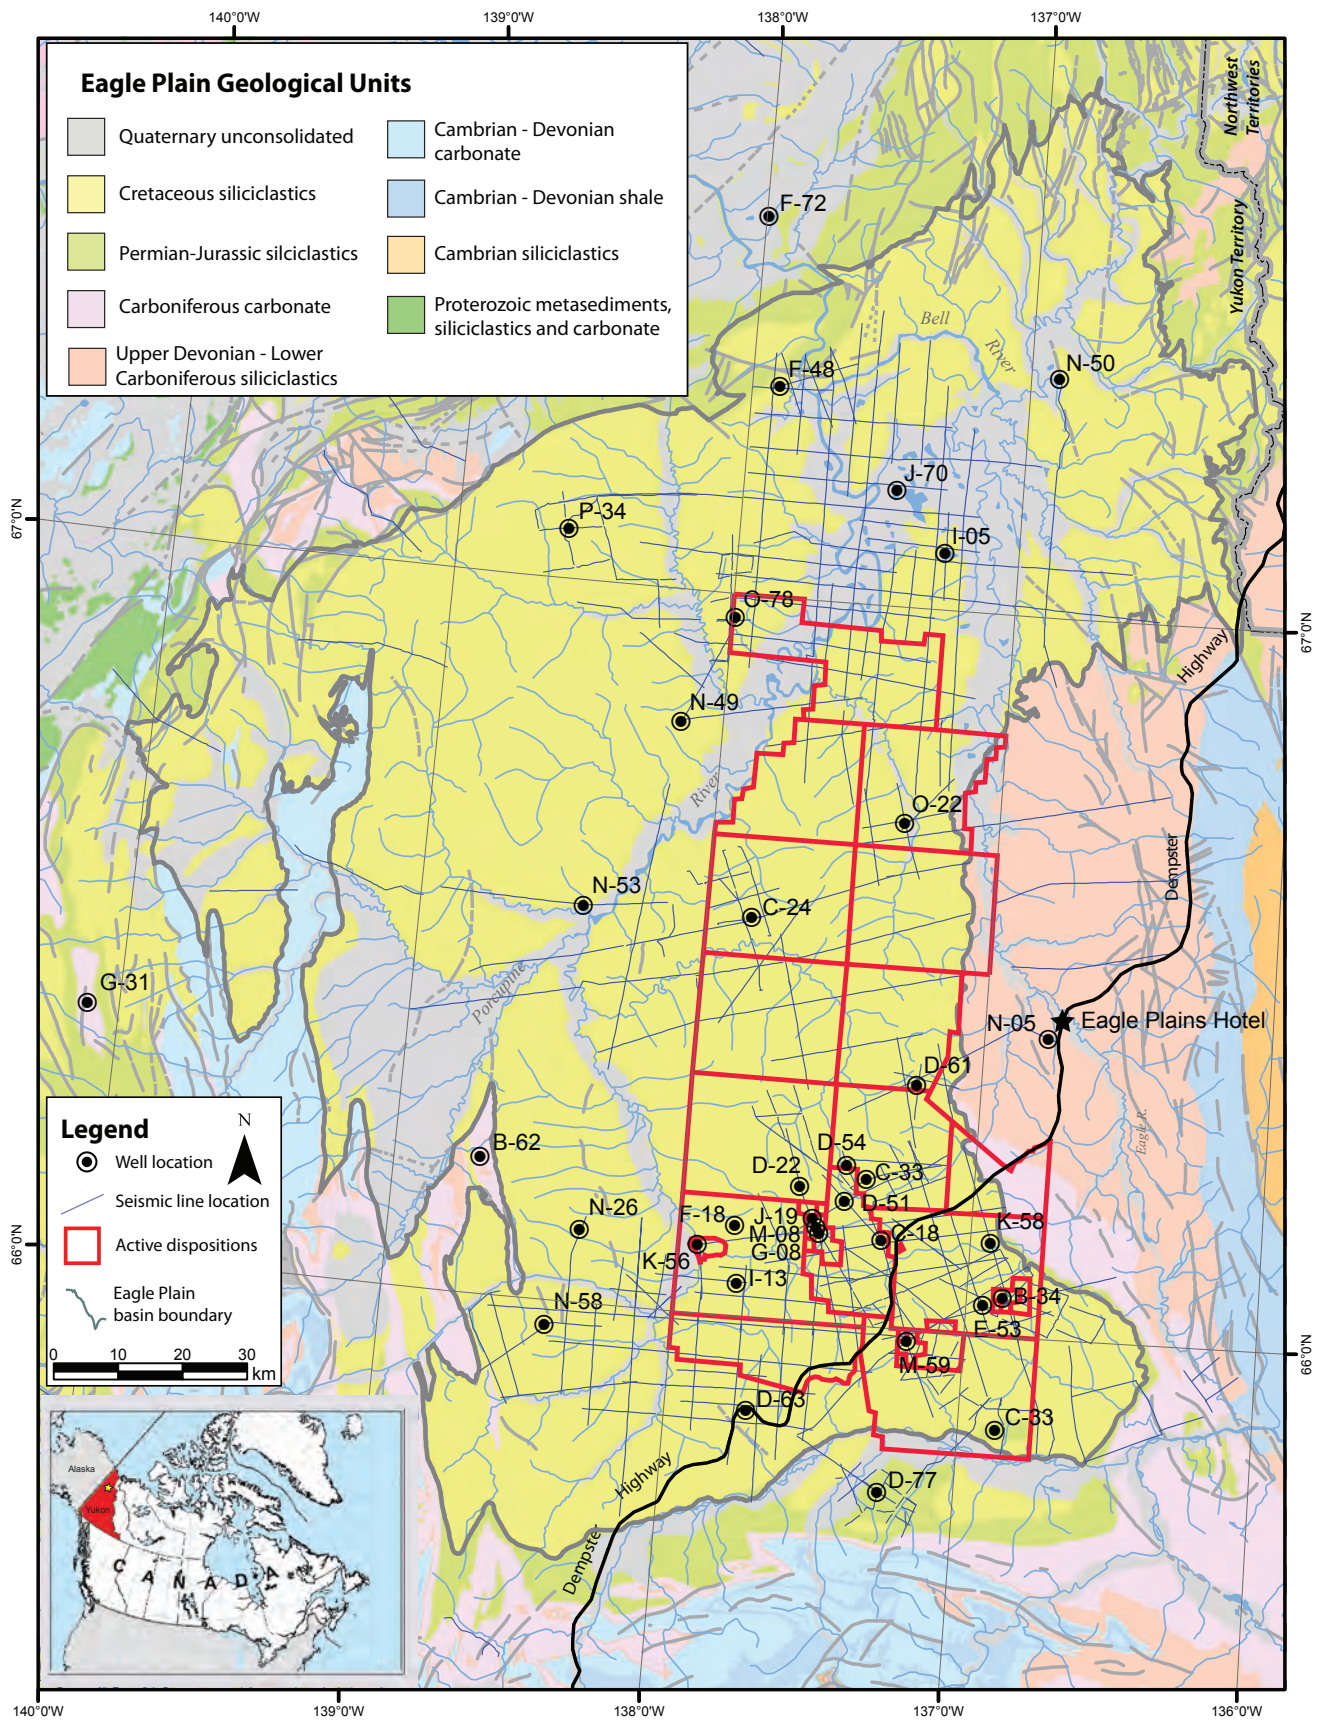 140°0'W
139°0'W
138°0'W
137°0'W
Eagle Plain Geological Units
Quaternary unconsolidated
Cretaceous siliciclastics
Permian-Jurassic silciclastics
Carboniferous carbonate
Upper Devonian - Lower
Carboniferous siliciclastics
Cambrian - Devonian
carbonate
Cambrian - Devonian shale
Cambrian siliciclastics
Proterozoic metasediments,
siliciclastics and carbonate
Northwest
Territories
Yukon Territory
F-72
Bell
River
F-48
N-50
J-70
P-34
I-05
67°0'N
67°0'N
O-78
Highway
N-49
River
O-22
Dempster
N-53
C-24
G-31
Porcupine
N-05
Eagle Plains Hotel
D-61
Eagle R.
B-62
D-54
D-22
C-33
D-51
N-26
F-18
J-19
M-08
G-08
C-18
K-58
K-56
I-13
B-34
N-58
E-53
M-59
66°0'N
66°0'N
D-63
C-33
D-77
Highway
Dempster
Legend
N
Well location
Seismic line location
Active dispositions
Eagle Plain
basin boundary
0 10 20 30
km
Alaska
Yukon
CANADA
140°0'W
139°0'W
138°0'W
137°0'W
136°0'W